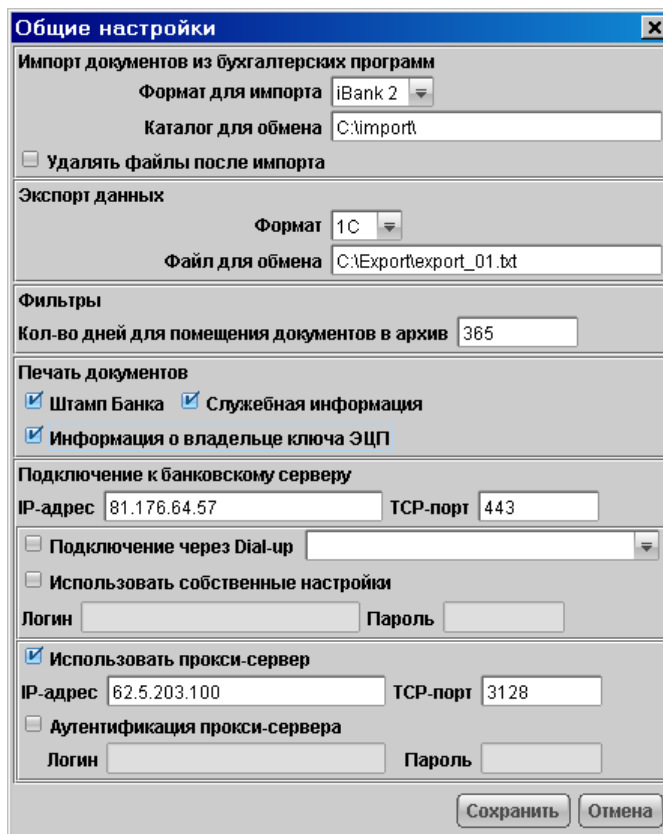 Общие настройки
Импорт документов из бухгалтерских программ
Формат для импорта iBank 2
Каталог для обмена C:\import\
Удалять файлы после импорта
Экспорт данных
Формат 1C
Файл для обмена C:\Export\export_01.txt
Фильтры
Кол-во дней для помещения документов в архив 365
Печать документов
Штамп Банка Служебная информация
Информация о владельце ключа ЭЦП
Подключение к банковскому серверу
IP-адрес 81.176.64.57 TCP-порт 443
Подключение через Dial-up
Использовать собственные настройки
Логин Пароль
Использовать прокси-сервер
IP-адрес 62.5.203.100 TCP-порт 3128
Аутентификация прокси-сервера
Логин Пароль
Сохранить Отмена